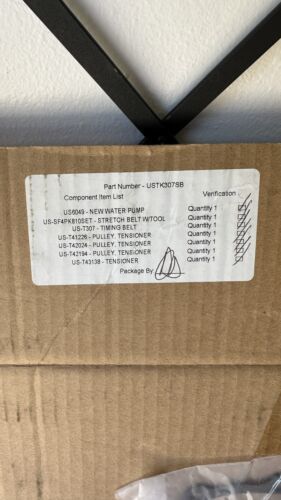 Part Number - USTK307SB
Component Item List Verification
US6049 - NEW WATER PUMP Quantity 1
US-SF4PK810SET - STRETCH BELT W/TOOL Quantity 1
US-T307 - TIMING BELT Quantity 1
US-T41226 - PULLEY, TENSIONER Quantity 1
US-T42024 - PULLEY, TENSIONER Quantity 1
US-T42194 - PULLEY, TENSIONER Quantity 1
US-T43138 - TENSIONER Quantity 1
Package By